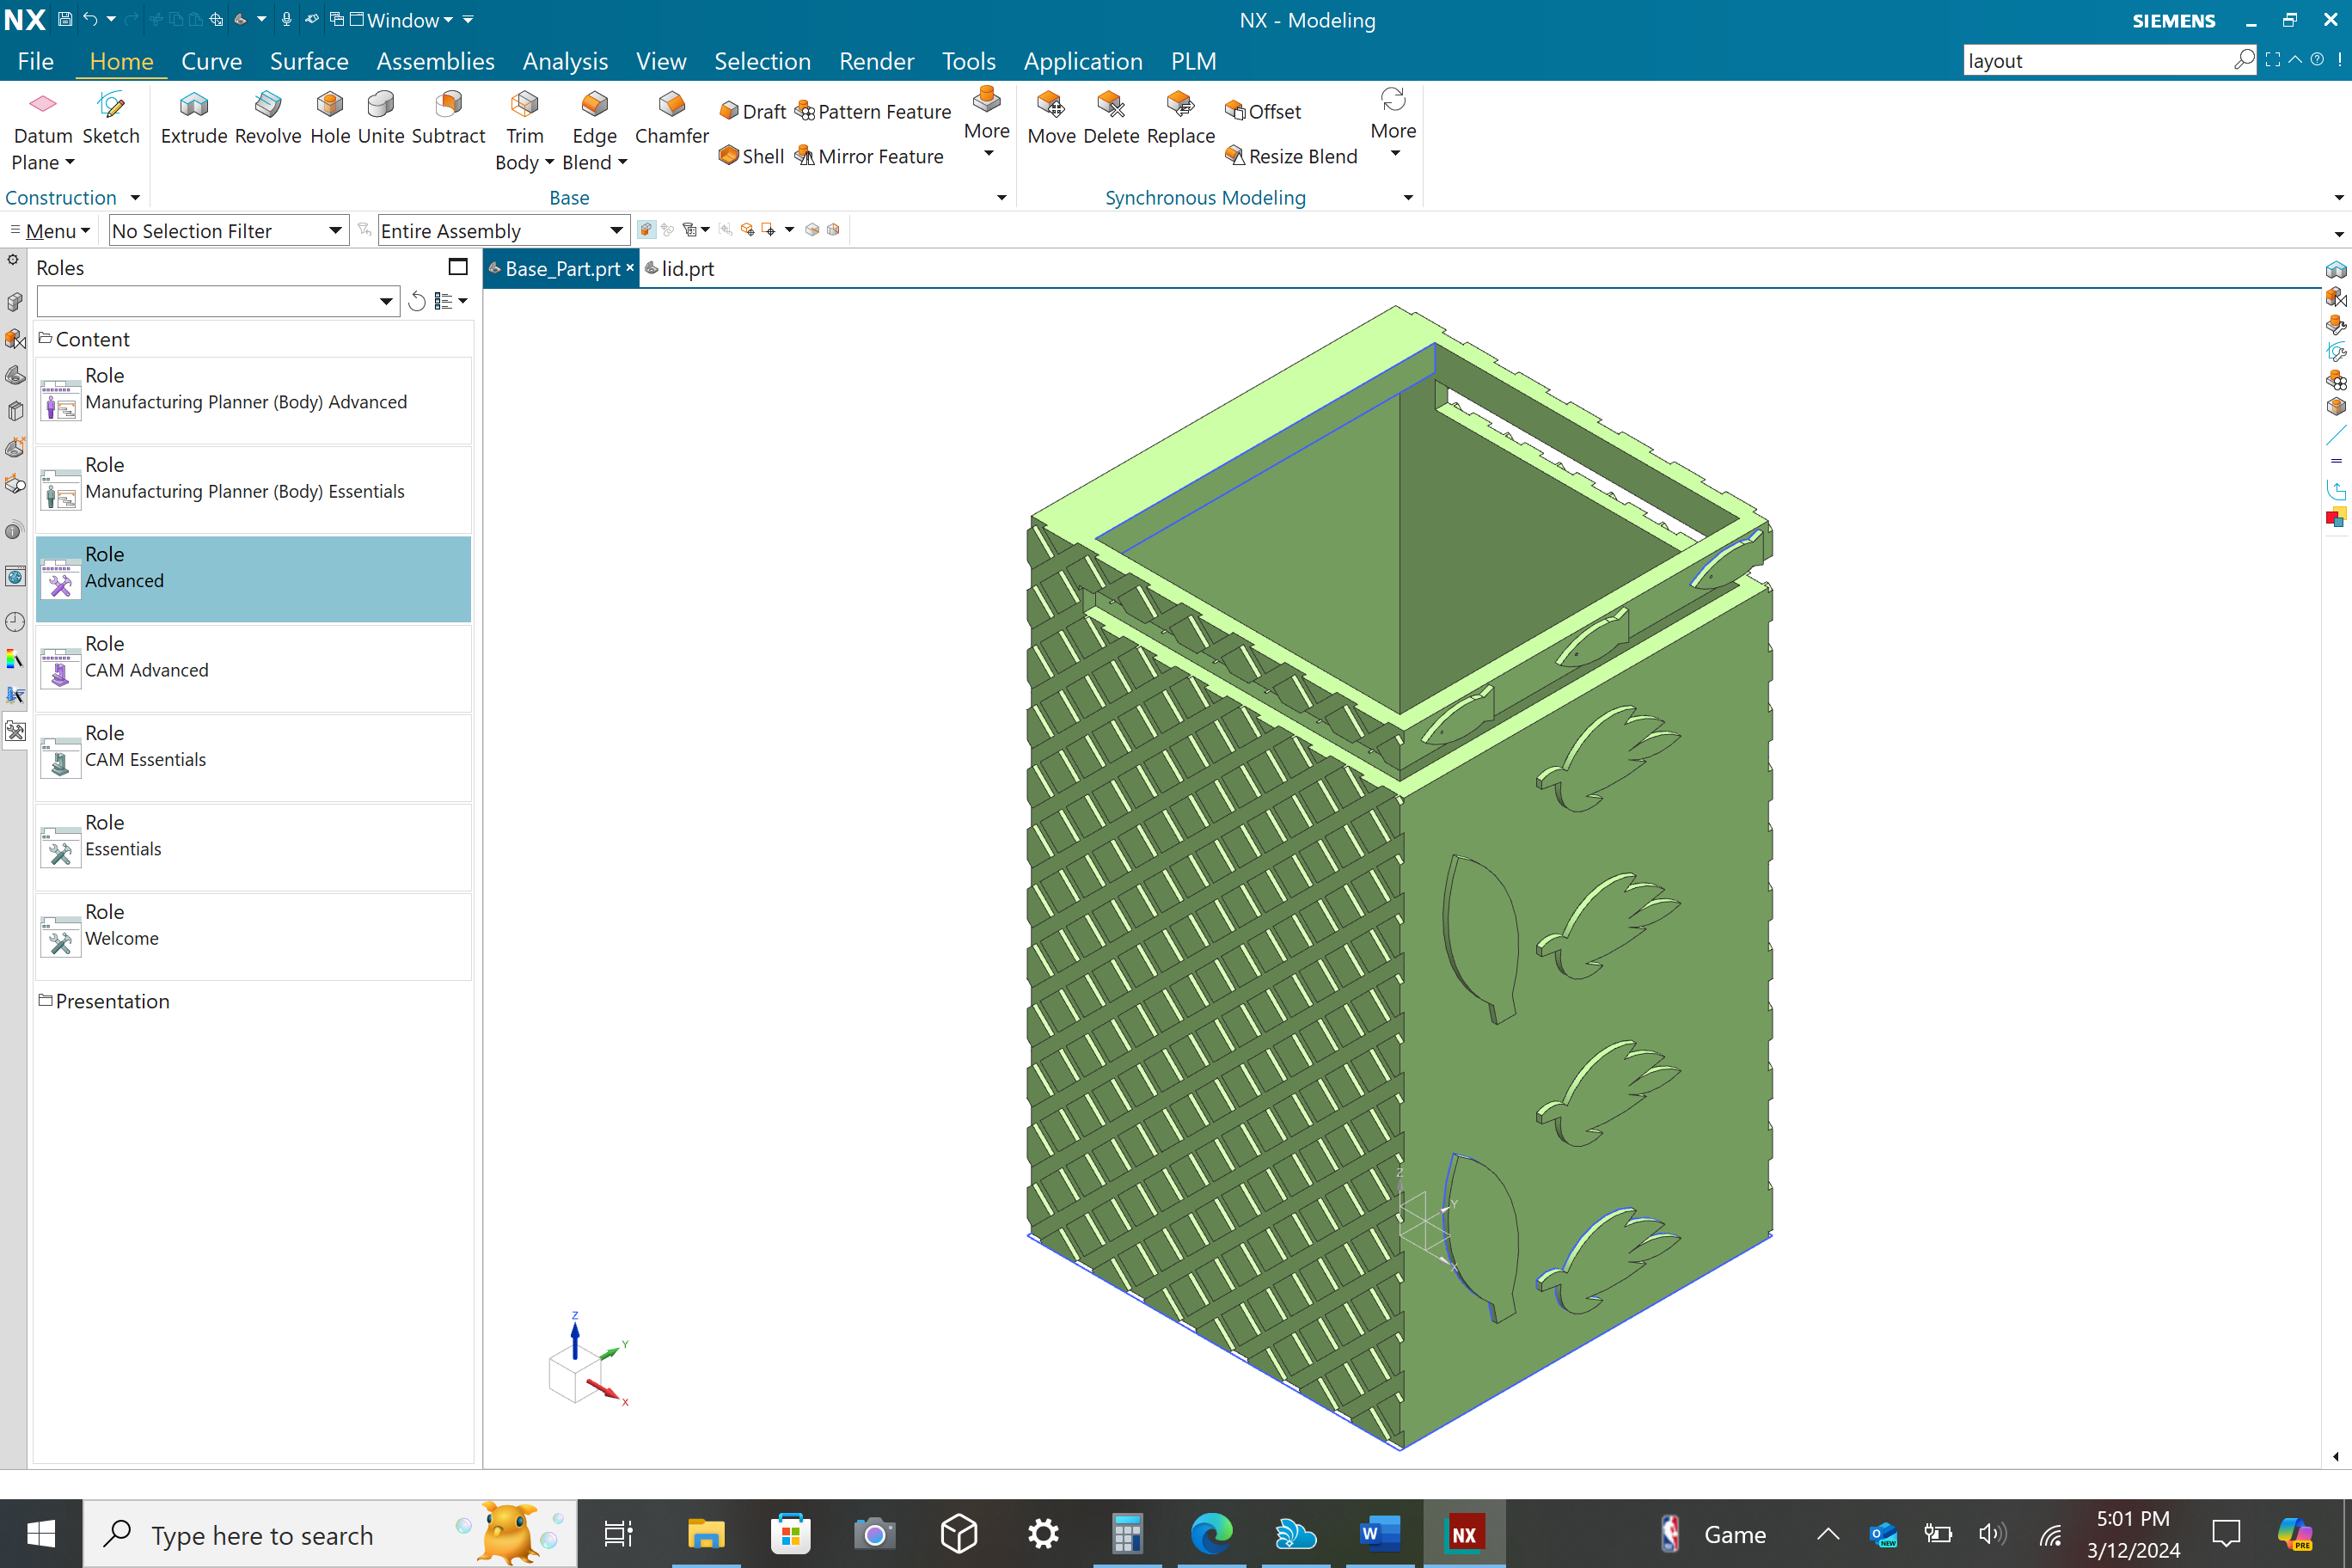 NX
Window
NX - Modeling
SIEMENS
File Home Curve Surface Assemblies Analysis View Selection Render Tools Application PLM
layout
Datum Plane
Sketch
Extrude
Revolve
Hole
Unite
Subtract
Trim Body
Edge Blend
Chamfer
Draft
Pattern Feature
Shell
Mirror Feature
More
Move
Delete
Replace
Offset
Resize Blend
More
Construction
Base
Synchronous Modeling
Menu
No Selection Filter
Entire Assembly
Roles
Base_Part.prt
lid.prt
Content
Role
Manufacturing Planner (Body) Advanced
Role
Manufacturing Planner (Body) Essentials
Role
Advanced
Role
CAM Advanced
Role
CAM Essentials
Role
Essentials
Role
Welcome
Presentation
Z
Y
X
Z
Y
X
Type here to search
W
NX
Game
NEW
5:01 PM
3/12/2024
PRE